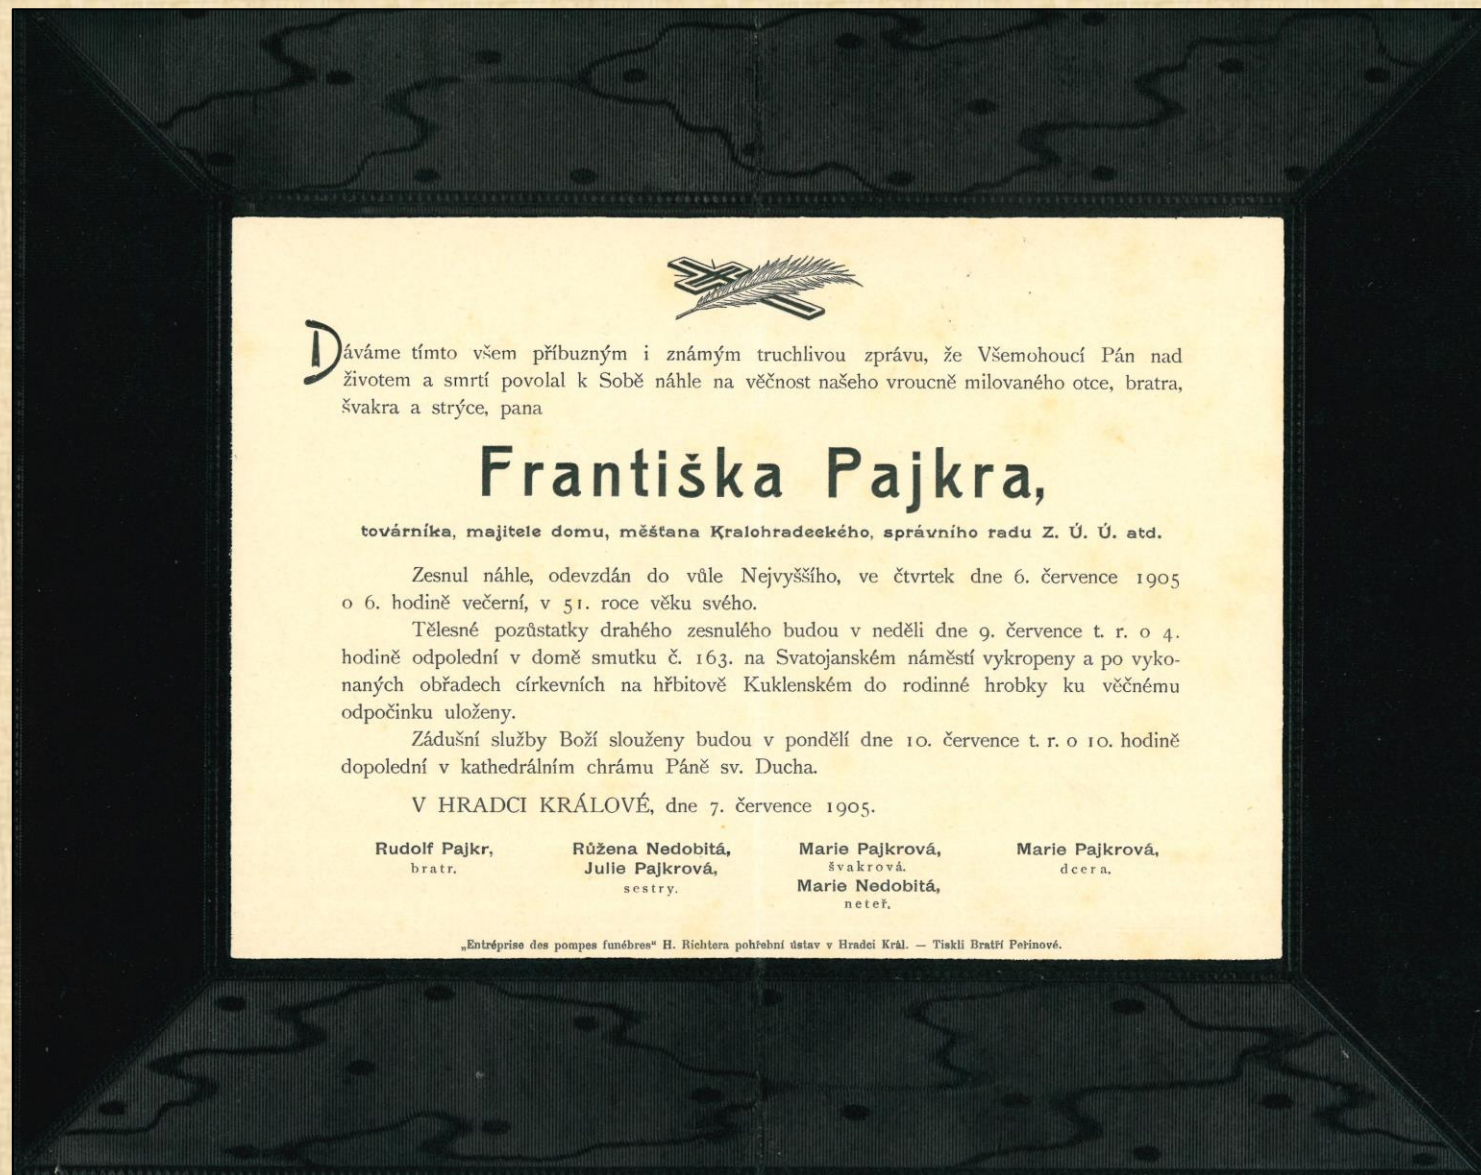 Dáváme tímto všem příbuzným i známým truchlivou zprávu, že Všemohoucí Pán nad
životem a smrtí povolal k Sobě náhle na věčnost našeho vroucně milovaného otce, bratra,
švakra a strýce, pana
Františka Pajkra,
továrníka, majitele domu, měšťana Kralohradeckého, správního radu Z. Ú. Ú. atd.
Zesnul náhle, odevzdán do vůle Nejvyššího, ve čtvrtek dne 6. července 1905
o 6. hodině večerní, v 51. roce věku svého.
Tělesné pozůstatky drahého zesnulého budou v neděli dne 9. července t. r. o 4.
hodině odpolední v domě smutku č. 163. na Svatojanském náměstí vykropeny a po vyko-
naných obřadech církevních na hřbitově Kuklenském do rodinné hrobky ku věčnému
odpočinku uloženy.
Zádušní služby Boží slouženy budou v pondělí dne 10. července t. r. o 10. hodině
dopolední v kathedrálním chrámu Páně sv. Ducha.
V HRADCI KRÁLOVÉ, dne 7. července 1905.
Rudolf Pajkr,
bratr.
Růžena Nedobitá,
Julie Pajkrová,
sestry.
Marie Pajkrová,
švakrová.
Marie Nedobitá,
neteř.
Marie Pajkrová,
dcera.
„Entréprise des pompes funébres" H. Richtera pohřební ústav v Hradci Král. — Tiskli Bratří Peřinové.